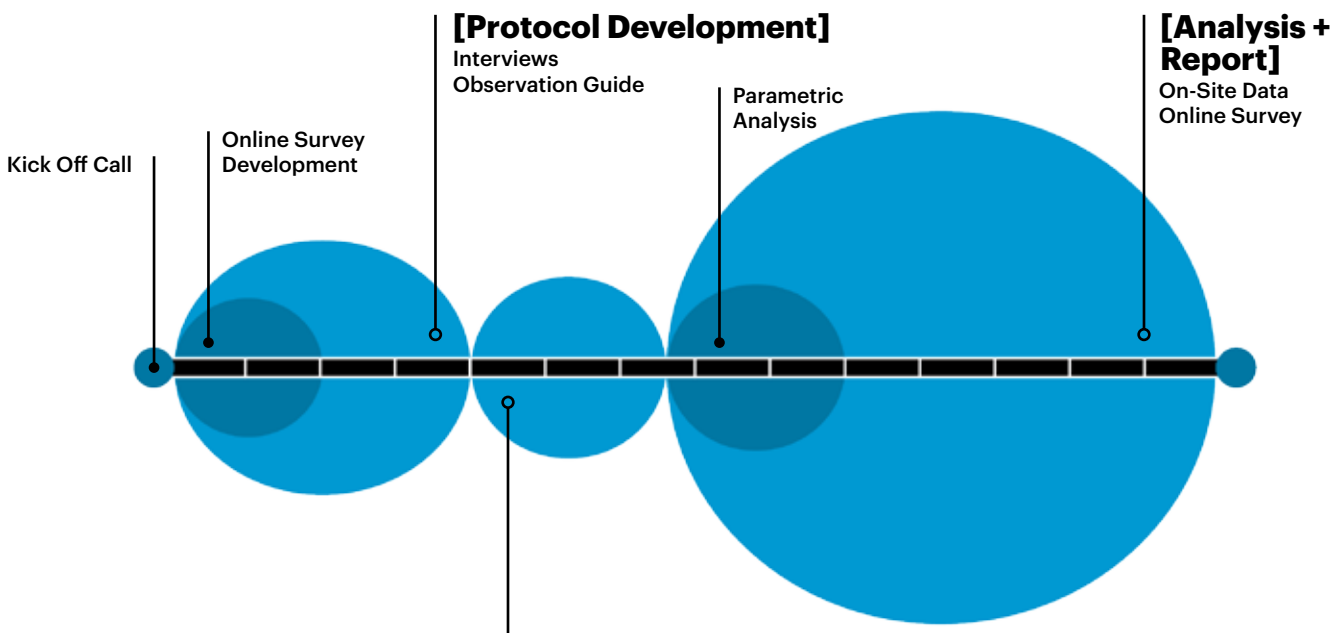 Kick Off Call
Online Survey
Development
[Protocol Development]
Interviews
Observation Guide
Parametric
Analysis
[Analysis +
Report]
On-Site Data
Online Survey